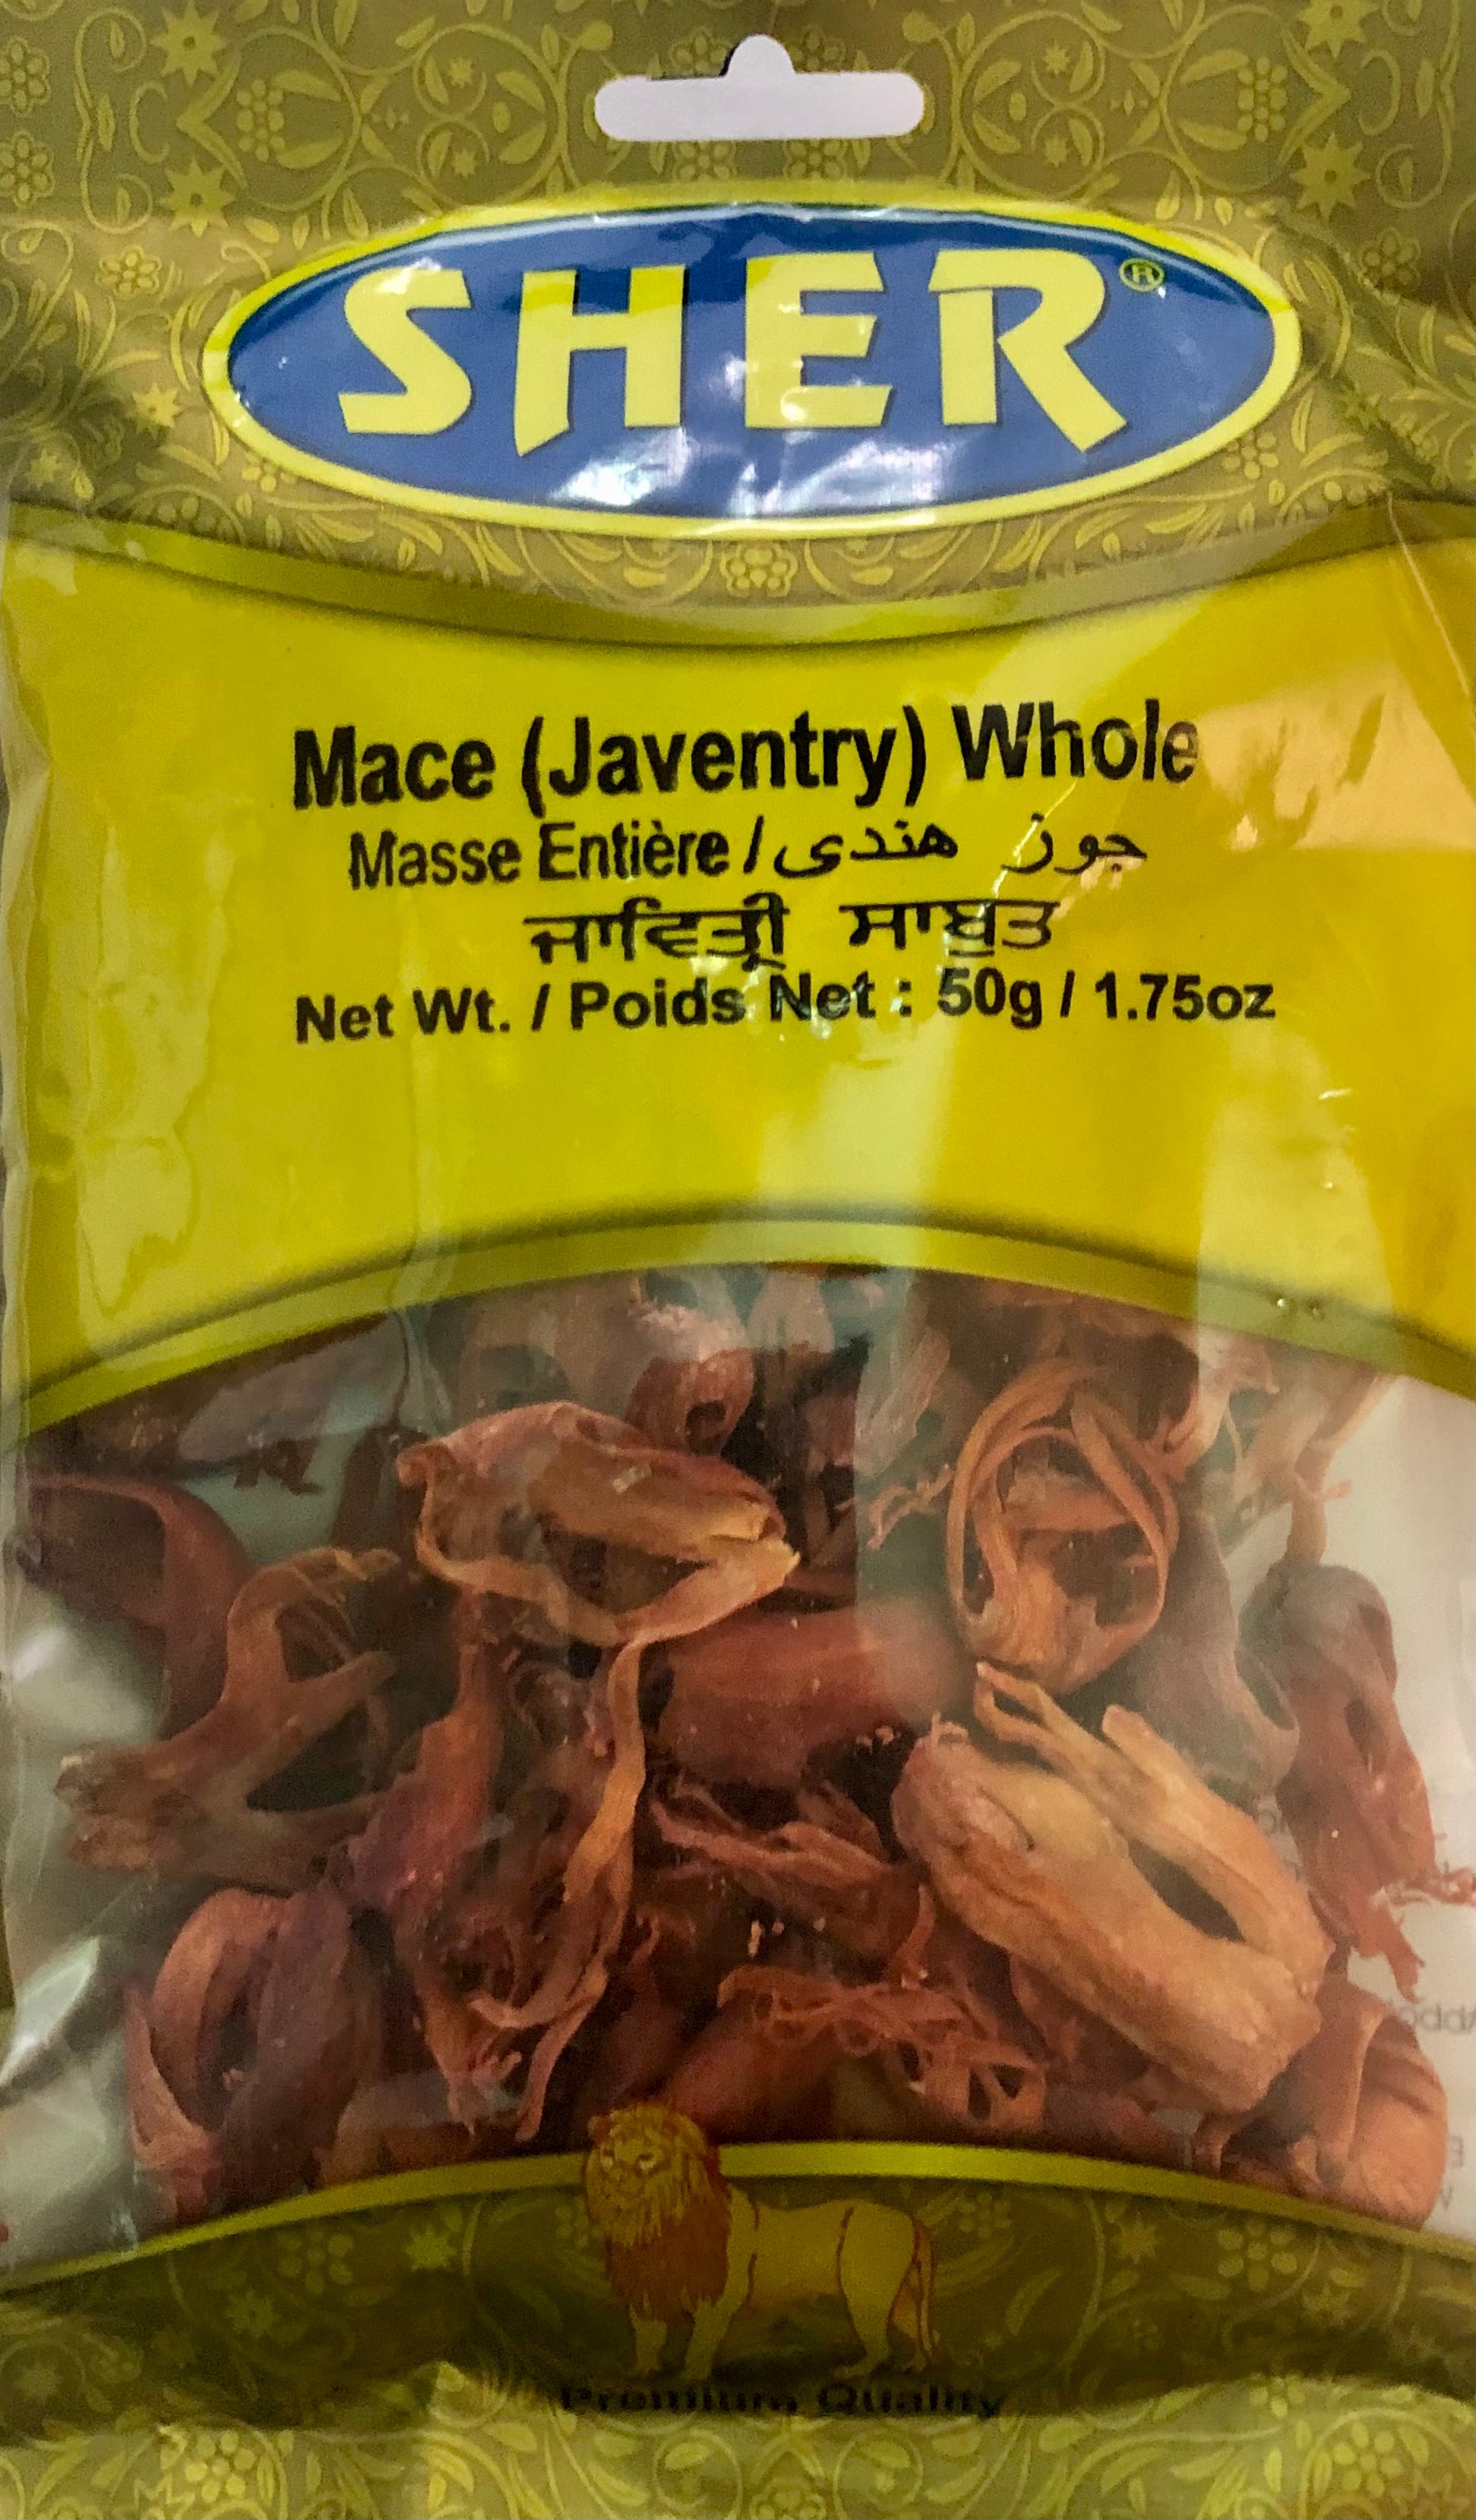 SHER®
Mace (Javentry) Whole
Masse Entière / جوز هندی
ਜਾਵਿਤ੍ਰੀ ਸਾਬੁਤ
Net Wt. / Poids Net : 50g / 1.75oz
Premium Quality